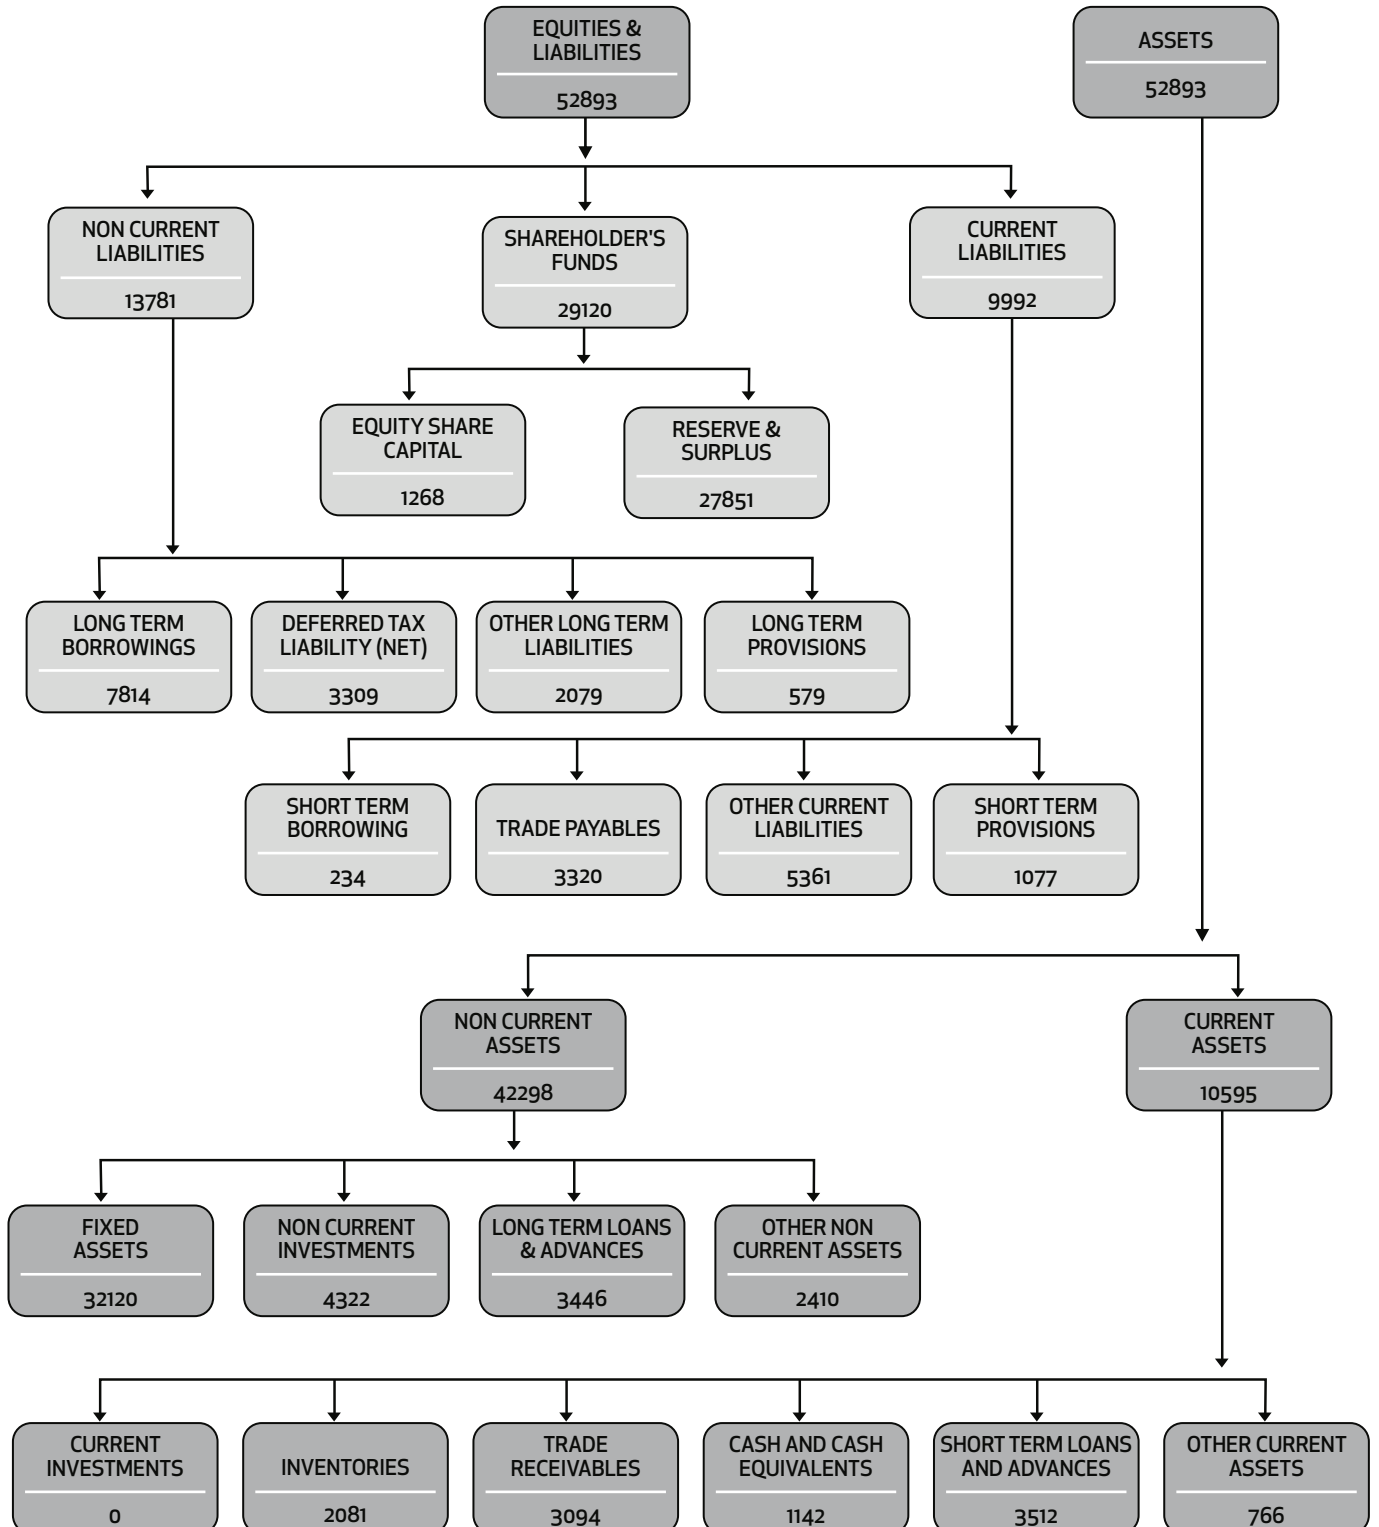 EQUITIES &
LIABILITIES
52893
ASSETS
52893
NON CURRENT
LIABILITIES
13781
SHAREHOLDER'S
FUNDS
29120
CURRENT
LIABILITIES
9992
EQUITY SHARE
CAPITAL
1268
RESERVE &
SURPLUS
27851
LONG TERM
BORROWINGS
7814
DEFERRED TAX
LIABILITY (NET)
3309
OTHER LONG TERM
LIABILITIES
2079
LONG TERM
PROVISIONS
579
SHORT TERM
BORROWING
234
TRADE PAYABLES
3320
OTHER CURRENT
LIABILITIES
5361
SHORT TERM
PROVISIONS
1077
NON CURRENT
ASSETS
42298
CURRENT
ASSETS
10595
FIXED
ASSETS
32120
NON CURRENT
INVESTMENTS
4322
LONG TERM LOANS
& ADVANCES
3446
OTHER NON
CURRENT ASSETS
2410
CURRENT
INVESTMENTS
0
INVENTORIES
2081
TRADE
RECEIVABLES
3094
CASH AND CASH
EQUIVALENTS
1142
SHORT TERM LOANS
AND ADVANCES
3512
OTHER CURRENT
ASSETS
766